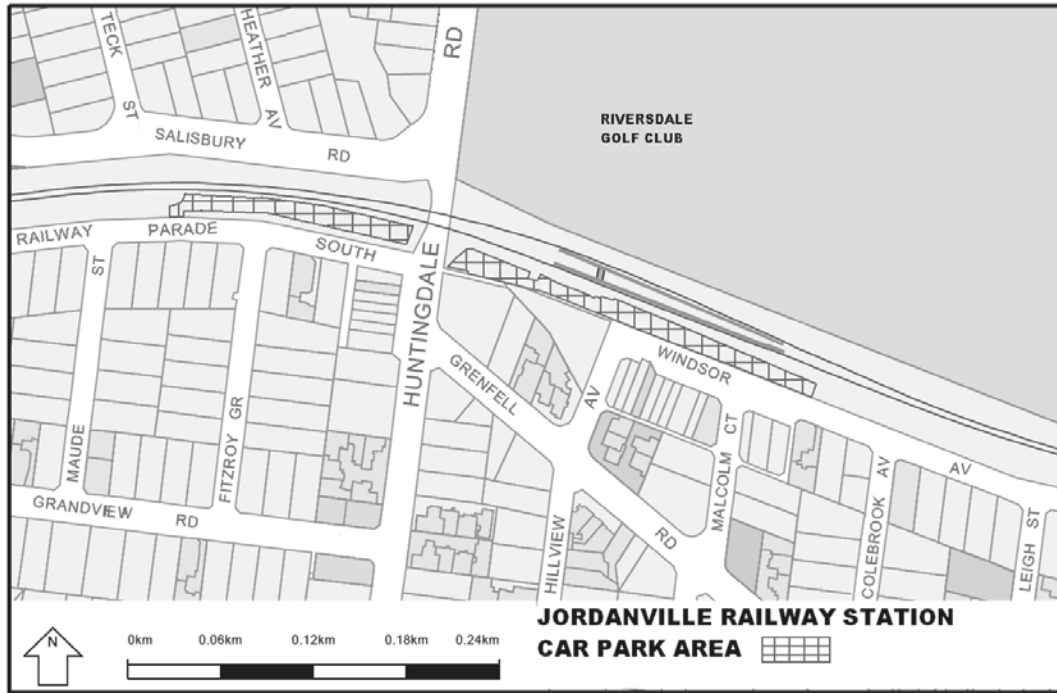 TECK ST
HEATHER AV
RD
RIVERSDALE
GOLF CLUB
SALISBURY RD
RAILWAY PARADE SOUTH
HUNTINGDALE
MAUDE ST
FITZROY GR
GRENFELL RD
WINDSOR AV
HILLVIEW AV
MALCOLM CT
COLEBROOK AV
LEIGH ST
GRANDVIEW RD
N
0km 0.06km 0.12km 0.18km 0.24km
JORDANVILLE RAILWAY STATION
CAR PARK AREA